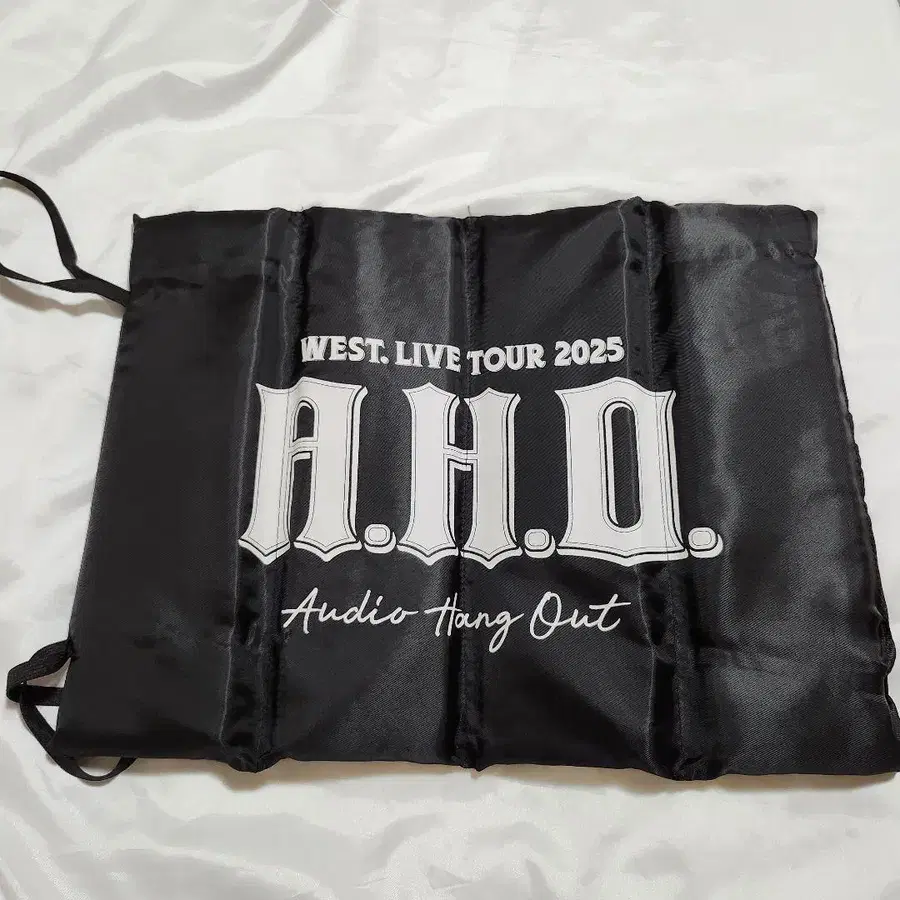 WEST. LIVE TOUR 2025
A.H.O.
Audio Hang Out